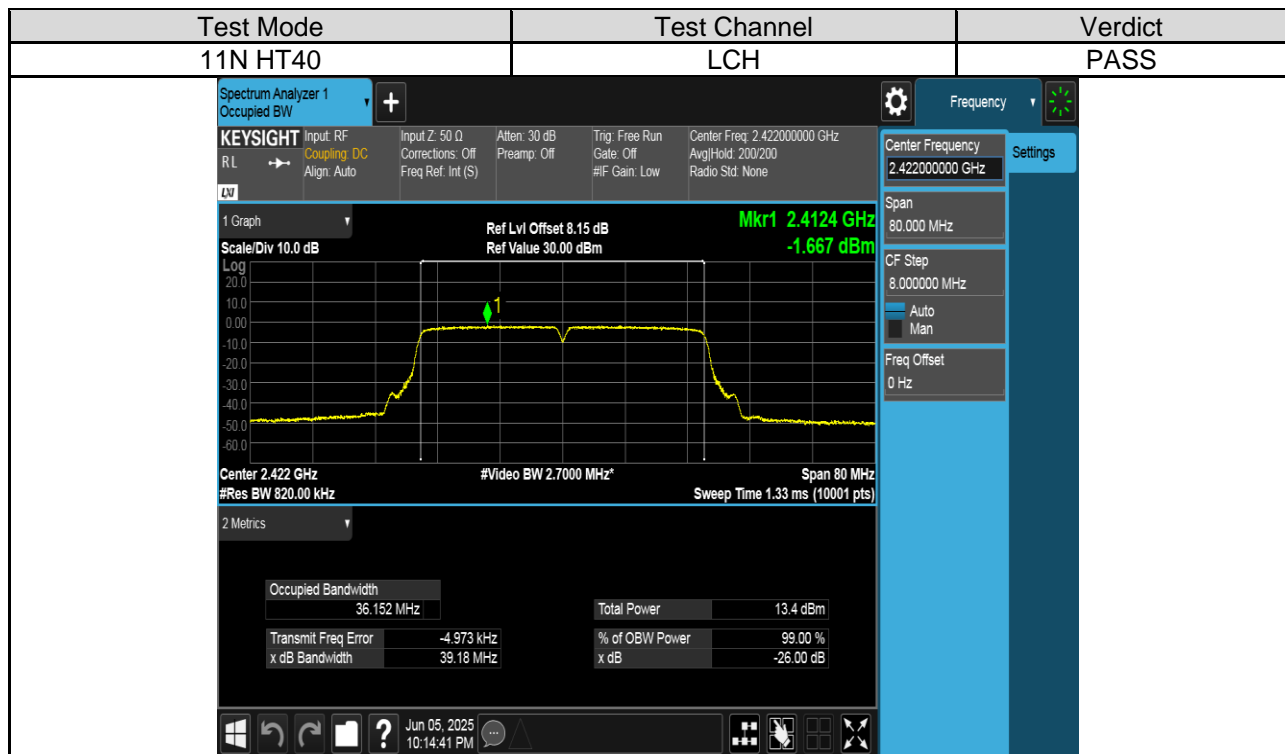 Test Mode Test Channel Verdict
11N HT40 LCH PASS
Spectrum Analyzer 1
Occupied BW
+
Frequency
KEYSIGHT
RL
LXI
Input: RF
Coupling: DC
Align: Auto
Input Z: 50 Ω
Corrections: Off
Freq Ref: Int (S)
Atten: 30 dB
Preamp: Off
Trig: Free Run
Gate: Off
#IF Gain: Low
Center Freq: 2.422000000 GHz
Avg|Hold: 200/200
Radio Std: None
Center Frequency
2.422000000 GHz
Settings
Span
80.000 MHz
CF Step
8.000000 MHz
Auto
Man
Freq Offset
0 Hz
1 Graph
Scale/Div 10.0 dB
Ref Lvl Offset 8.15 dB
Ref Value 30.00 dBm
Mkr1 2.4124 GHz
-1.667 dBm
Log
20.0
10.0
0.00
-10.0
-20.0
-30.0
-40.0
-50.0
-60.0
1
Center 2.422 GHz
#Res BW 820.00 kHz
#Video BW 2.7000 MHz*
Span 80 MHz
Sweep Time 1.33 ms (10001 pts)
2 Metrics
Occupied Bandwidth
36.152 MHz
Total Power 13.4 dBm
Transmit Freq Error -4.973 kHz
% of OBW Power 99.00 %
x dB Bandwidth 39.18 MHz
x dB -26.00 dB
?
Jun 05, 2025
10:14:41 PM